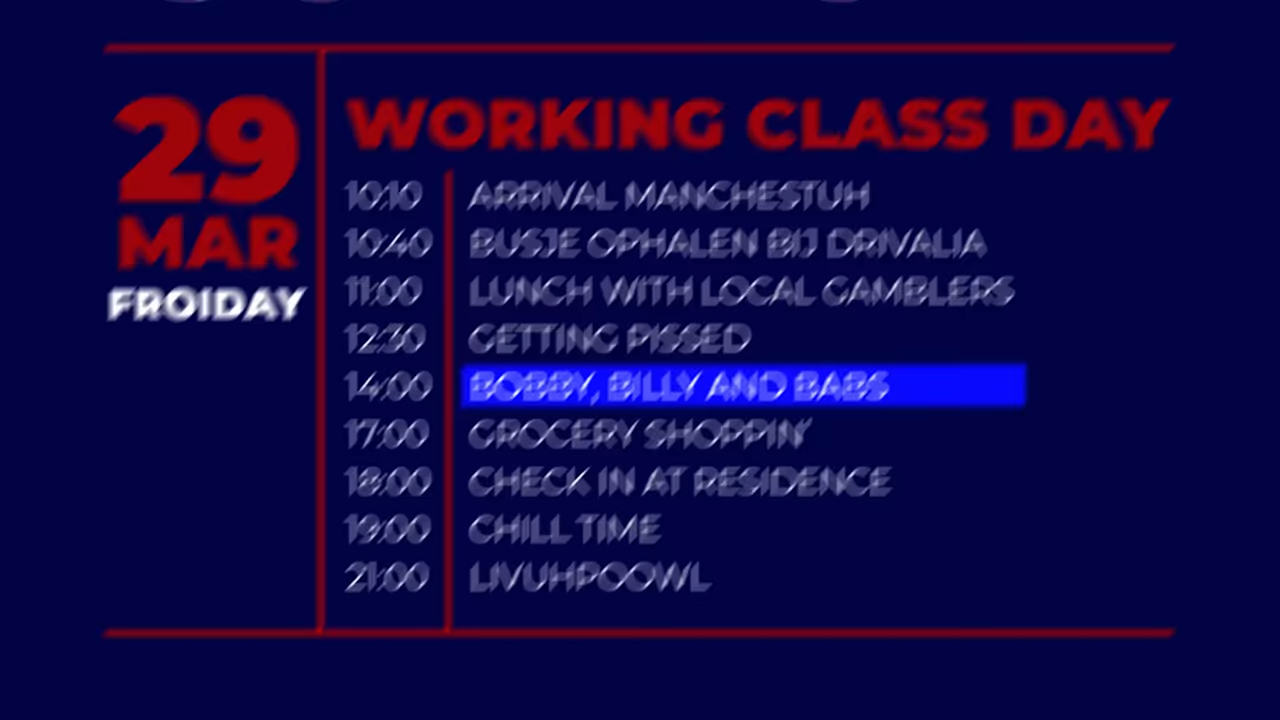 29
MAR
FROIDAY
WORKING CLASS DAY
10:10 ARRIVAL MANCHESTUH
10:40 BUSJE OPHALEN BIJ DRIVALIA
11:00 LUNCH WITH LOCAL GAMBLERS
12:30 GETTING PISSED
14:00 BOBBY, BILLY AND BABS
17:00 GROCERY SHOPPIN'
18:00 CHECK IN AT RESIDENCE
19:00 CHILL TIME
21:00 LIVUHPOOWL